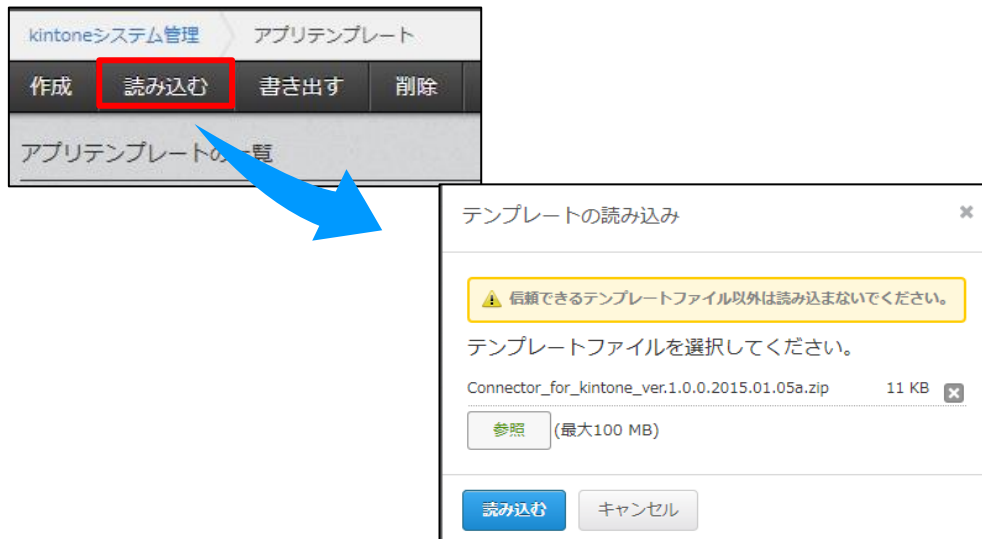 kintoneシステム管理 アプリテンプレート
作成 読み込む 書き出す 削除
アプリテンプレートの一覧
テンプレートの読み込み
信頼できるテンプレートファイル以外は読み込まないでください。
テンプレートファイルを選択してください。
Connector_for_kintone_ver.1.0.0.2015.01.05a.zip 11 KB
参照 (最大100 MB)
読み込む キャンセル